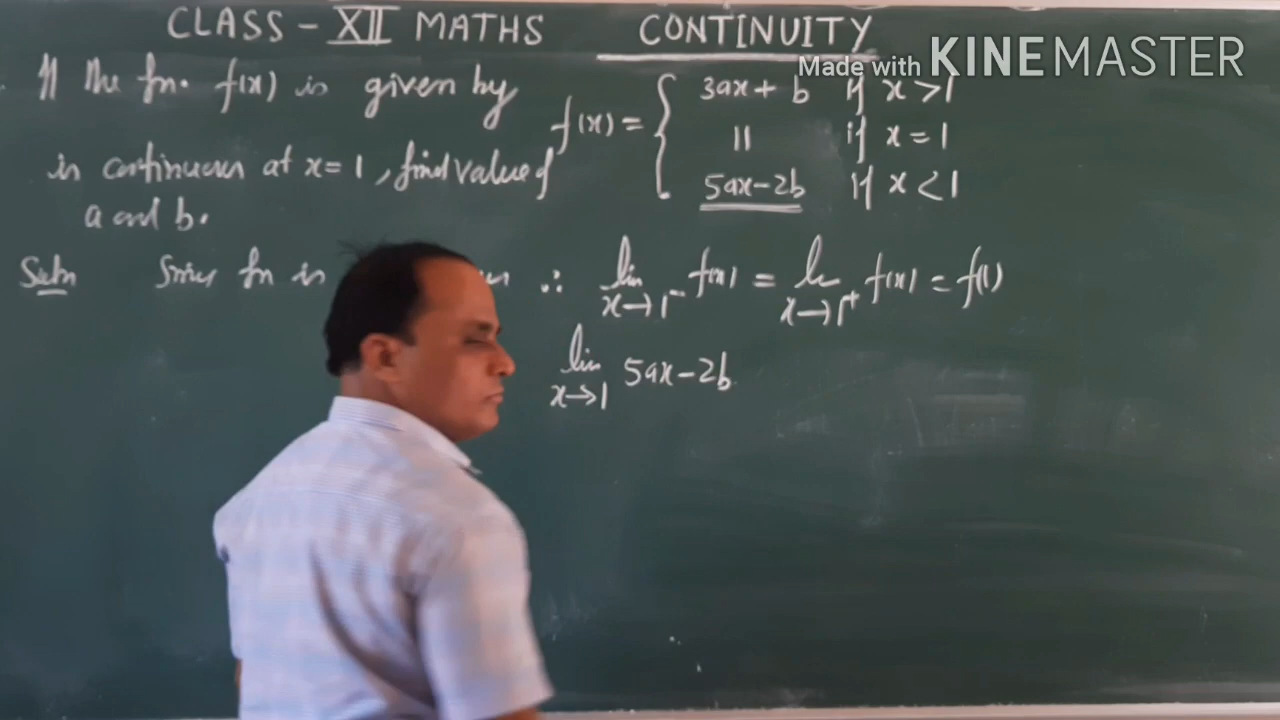 CLASS - XII MATHS CONTINUITY
Made with KINEMASTER
If the fn. f(x) is given by f(x) = { 3ax + b if x > 1
11 if x = 1
5ax - 2b if x < 1
is continuous at x = 1, find value of
a and b.
Soln Since fn is ∴ lim x→1⁻ f(x) = lim x→1⁺ f(x) = f(1)
lim x→1 5ax - 2b